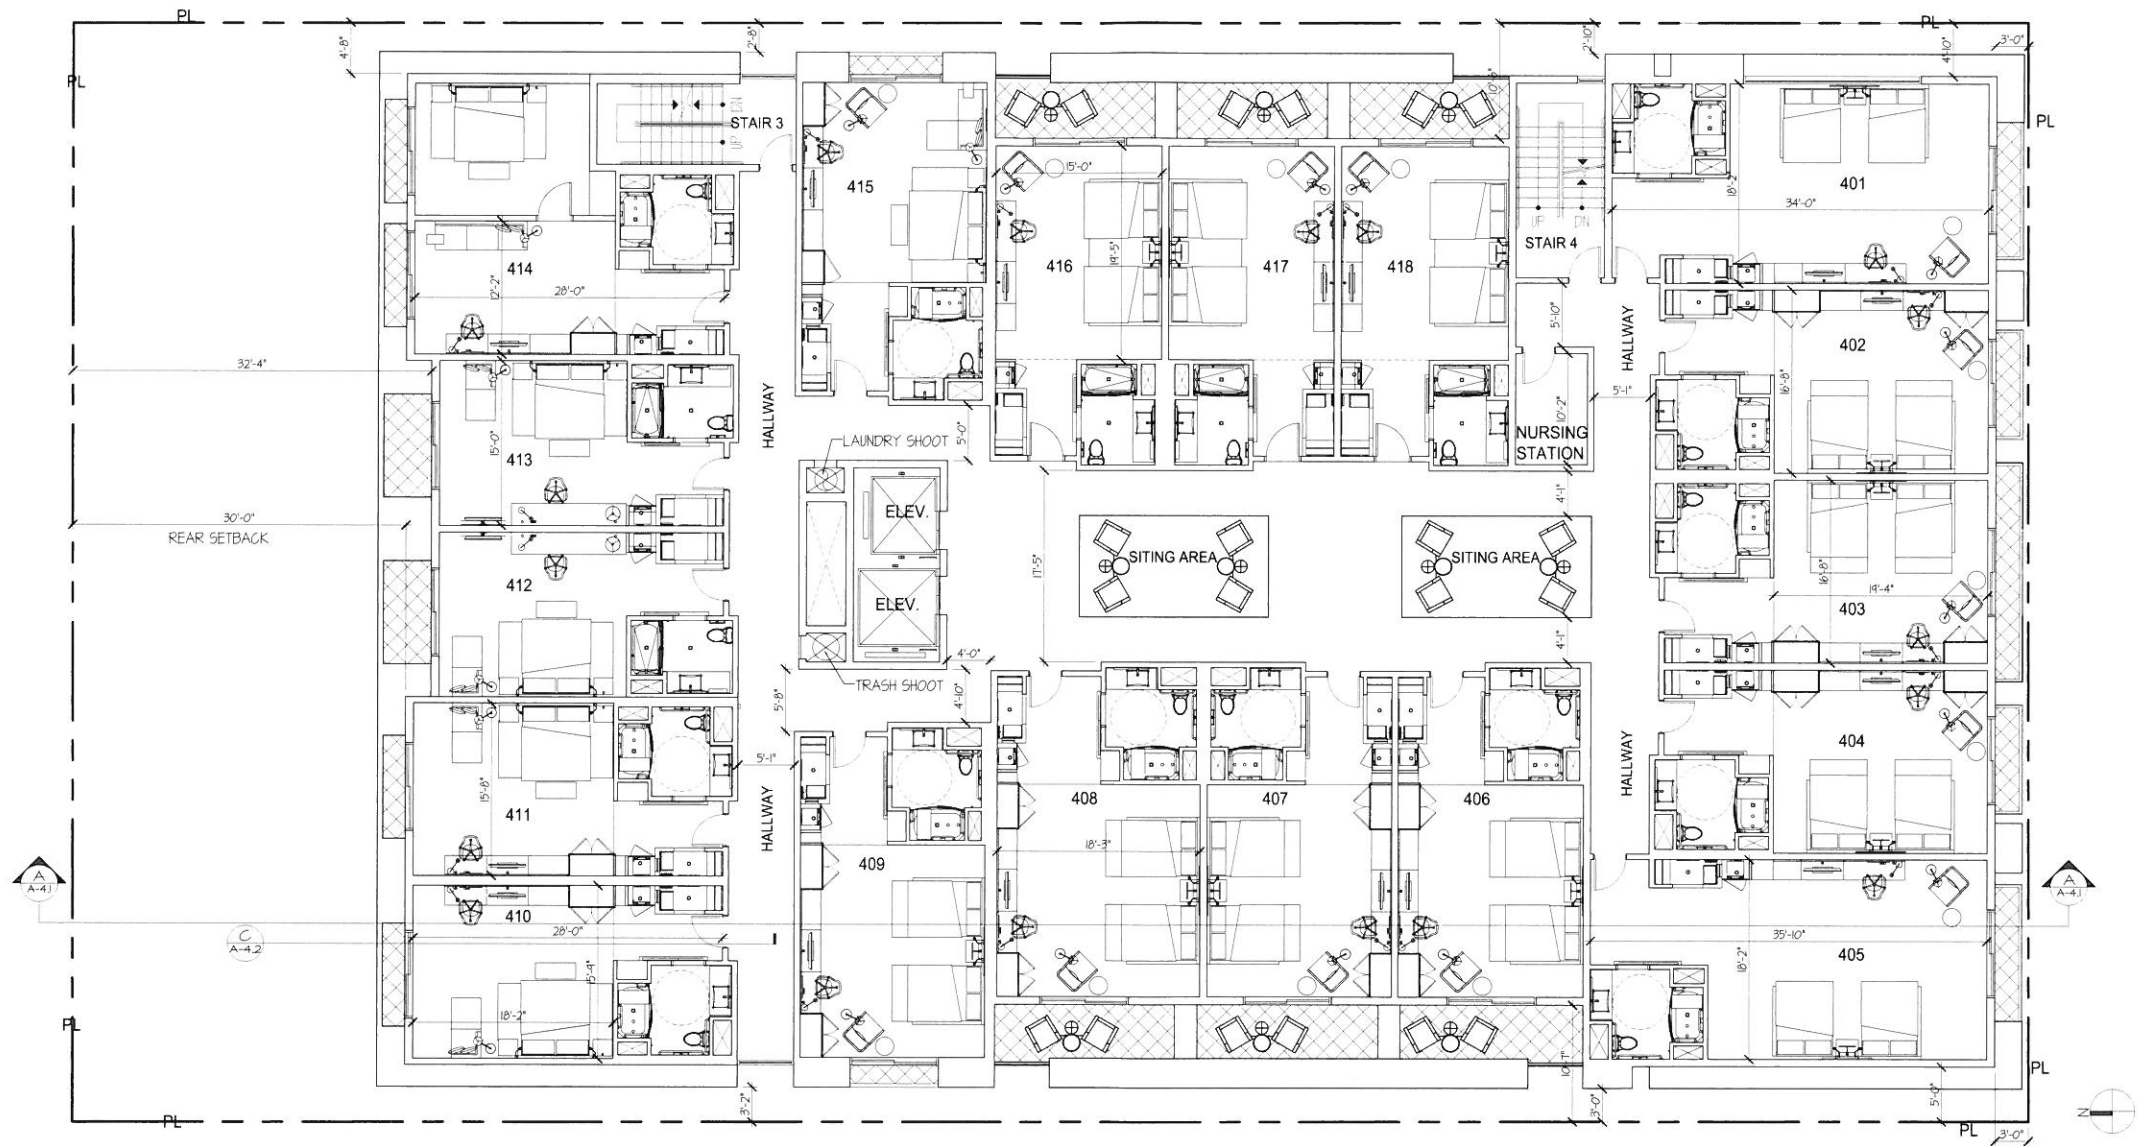 PL
PL
4'-8"
2'-8"
2'-10"
PL
4'-10"
3'-0"
PL
PL
10'-5"
STAIR 3
DN
UP
415
15'-0"
19'-5"
416
417
418
UP
DN
STAIR 4
18'-2"
401
34'-0"
414
12'-2"
28'-0"
32'-4"
5'-10"
HALLWAY
402
16'-8"
5'-1"
413
15'-0"
HALLWAY
5'-0"
LAUNDRY SHOOT
10'-2"
NURSING
STATION
30'-0"
REAR SETBACK
ELEV.
4'-1"
412
17'-5"
SITING AREA
SITING AREA
16'-8"
19'-4"
403
ELEV.
4'-0"
4'-1"
TRASH SHOOT
5'-8"
4'-10"
404
HALLWAY
5'-1"
411
15'-8"
HALLWAY
408
407
406
18'-3"
409
A
A-4.1
A
A-4.1
410
C
A-4.2
28'-0"
15'-4"
18'-2"
35'-10"
18'-2"
405
PL
10'-7"
PL
3'-2"
3'-0"
5'-0"
N
PL
PL
3'-0"